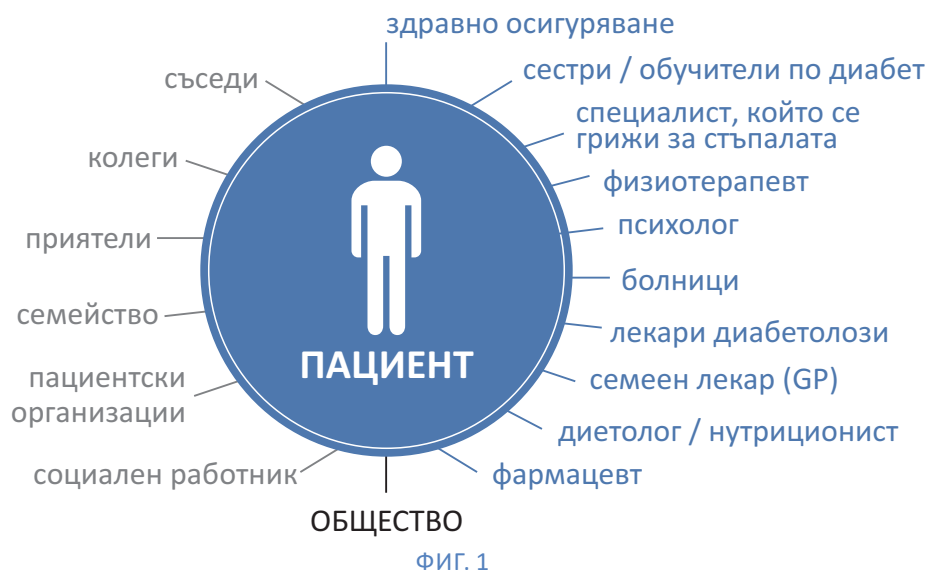 здравно осигуряване
сестри / обучители по диабет
специалист, който се
грижи за стъпалата
физиотерапевт
психолог
болници
лекари диабетолози
семеен лекар (GP)
диетолог / нутриционист
фармацевт
съседи
колеги
приятели
семейство
пациентски
организации
социален работник
ПАЦИЕНТ
ОБЩЕСТВО
ФИГ. 1